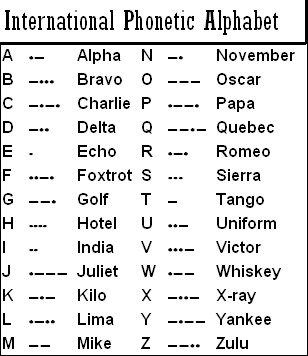 International Phonetic Alphabet
A •— Alpha N —• November
B —••• Bravo O ——— Oscar
C —•—• Charlie P •——• Papa
D —•• Delta Q ——•— Quebec
E • Echo R •—• Romeo
F ••—• Foxtrot S ••• Sierra
G ——• Golf T — Tango
H •••• Hotel U ••— Uniform
I •• India V •••— Victor
J •——— Juliet W •—— Whiskey
K —•— Kilo X —••— X-ray
L •—•• Lima Y —•—— Yankee
M —— Mike Z ——•• Zulu